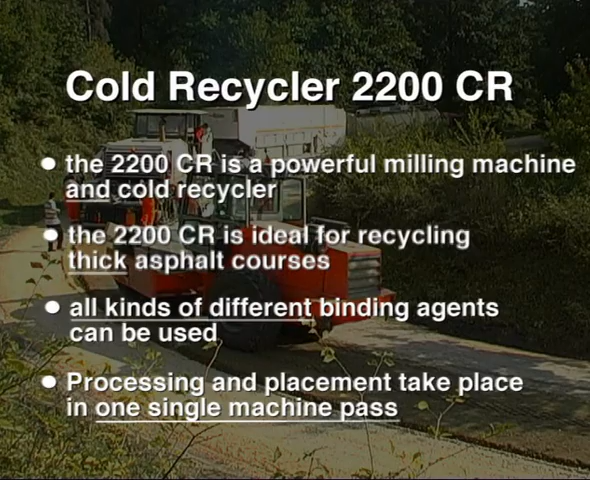 Cold Recycler 2200 CR
• the 2200 CR is a powerful milling machine
and cold recycler
• the 2200 CR is ideal for recycling
thick asphalt courses
• all kinds of different binding agents
can be used
• Processing and placement take place
in one single machine pass